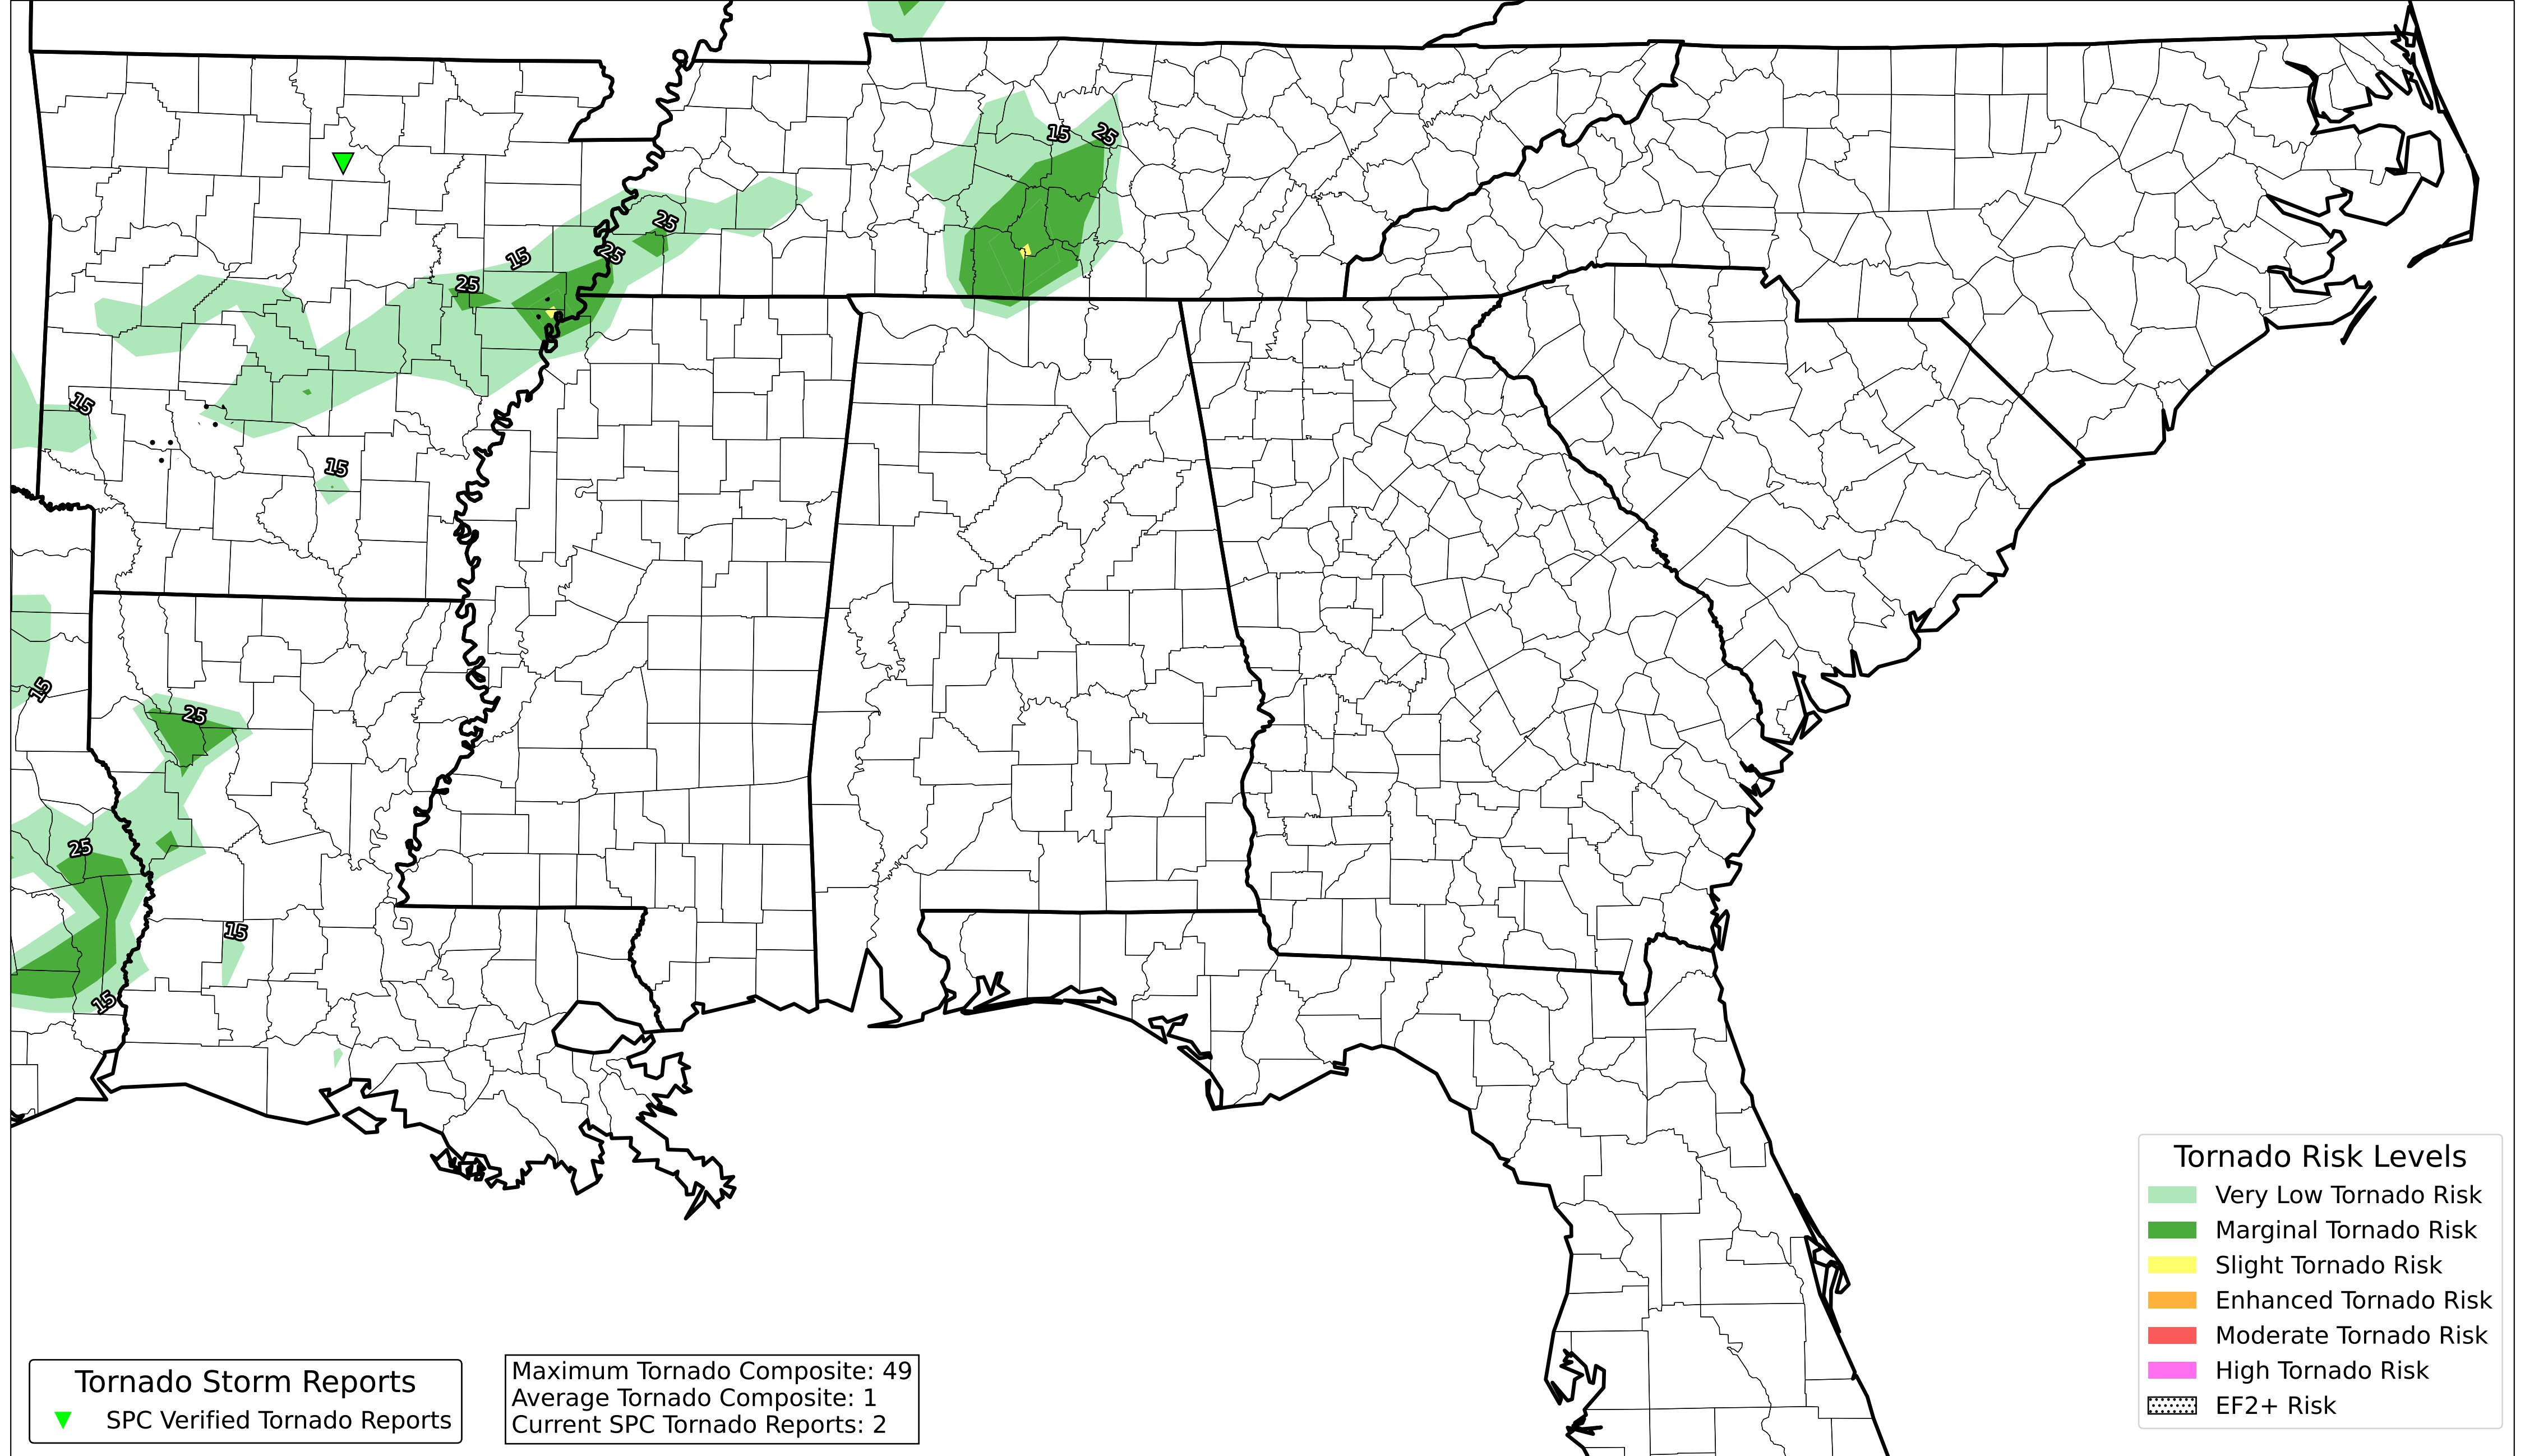 15
25
25
25
15
25
15
15
15
25
25
15
15
Tornado Risk Levels
Very Low Tornado Risk
Marginal Tornado Risk
Slight Tornado Risk
Enhanced Tornado Risk
Moderate Tornado Risk
High Tornado Risk
EF2+ Risk
Tornado Storm Reports
SPC Verified Tornado Reports
Maximum Tornado Composite: 49
Average Tornado Composite: 1
Current SPC Tornado Reports: 2